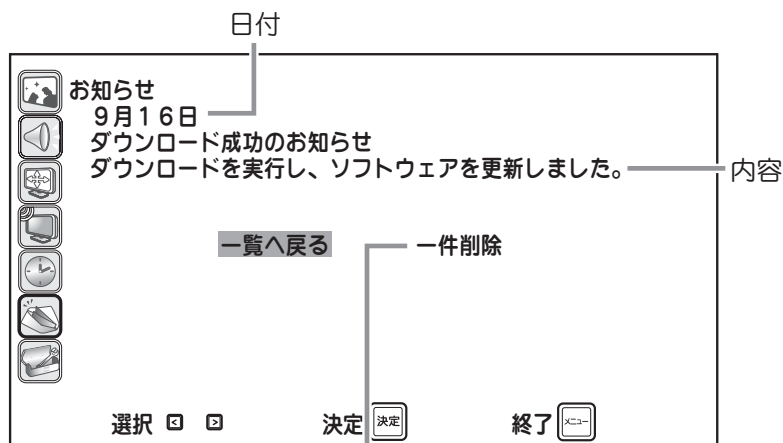 日付
お知らせ
９月１６日
ダウンロード成功のお知らせ
ダウンロードを実行し、ソフトウェアを更新しました。
内容
一覧へ戻る 一件削除
選択 決定 決定 終了 メニュー